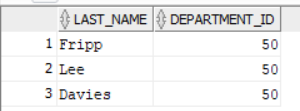 LAST_NAME DEPARTMENT_ID
1 Fripp 50
2 Lee 50
3 Davies 50